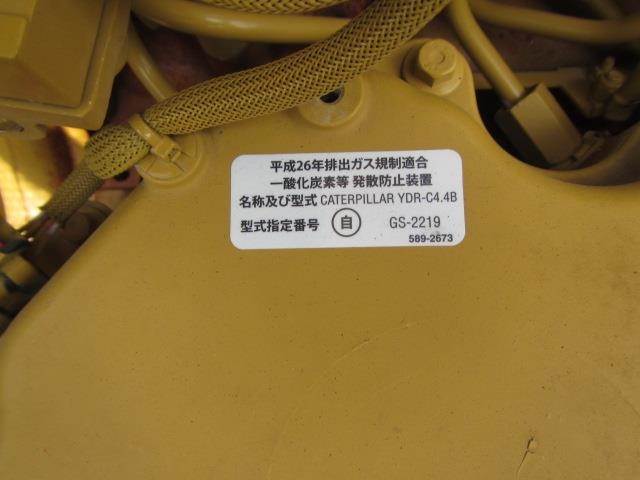 平成26年排出ガス規制適合
一酸化炭素等 発散防止装置
名称及び型式 CATERPILLAR YDR-C4.4B
型式指定番号 自 GS-2219
589-2673